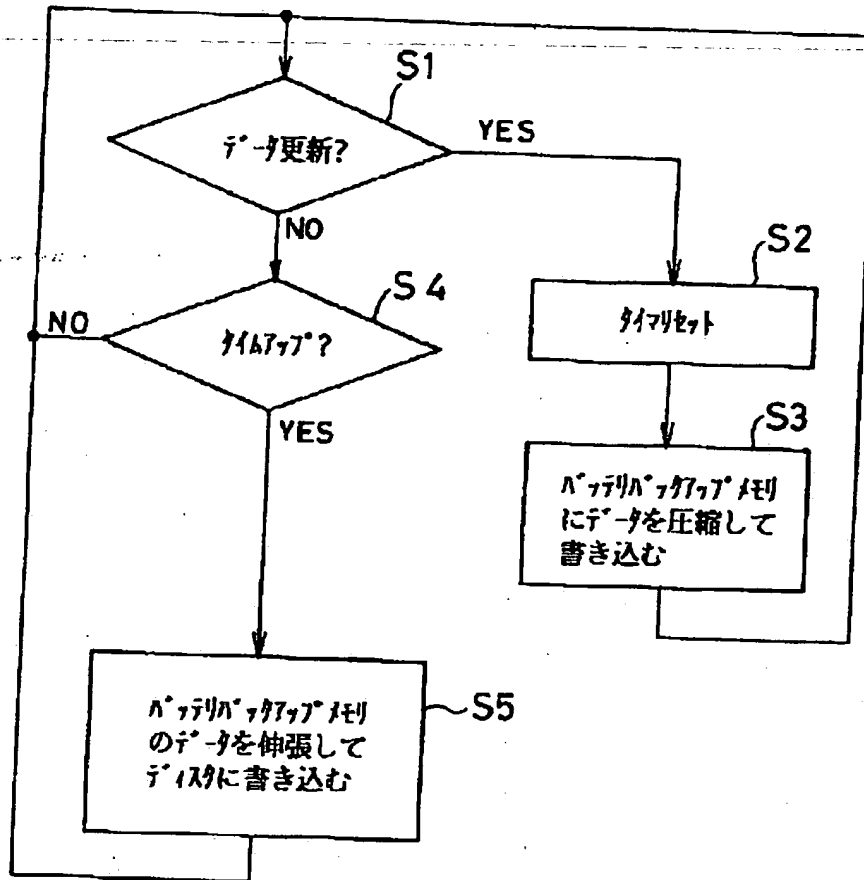 S1
データ更新?
YES
NO
S2
タイマリセット
S4
タイムアップ?
NO
YES
S3
バッテリバックアップメモリ
にデータを圧縮して
書き込む
S5
バッテリバックアップメモリ
のデータを伸張して
ディスクに書き込む